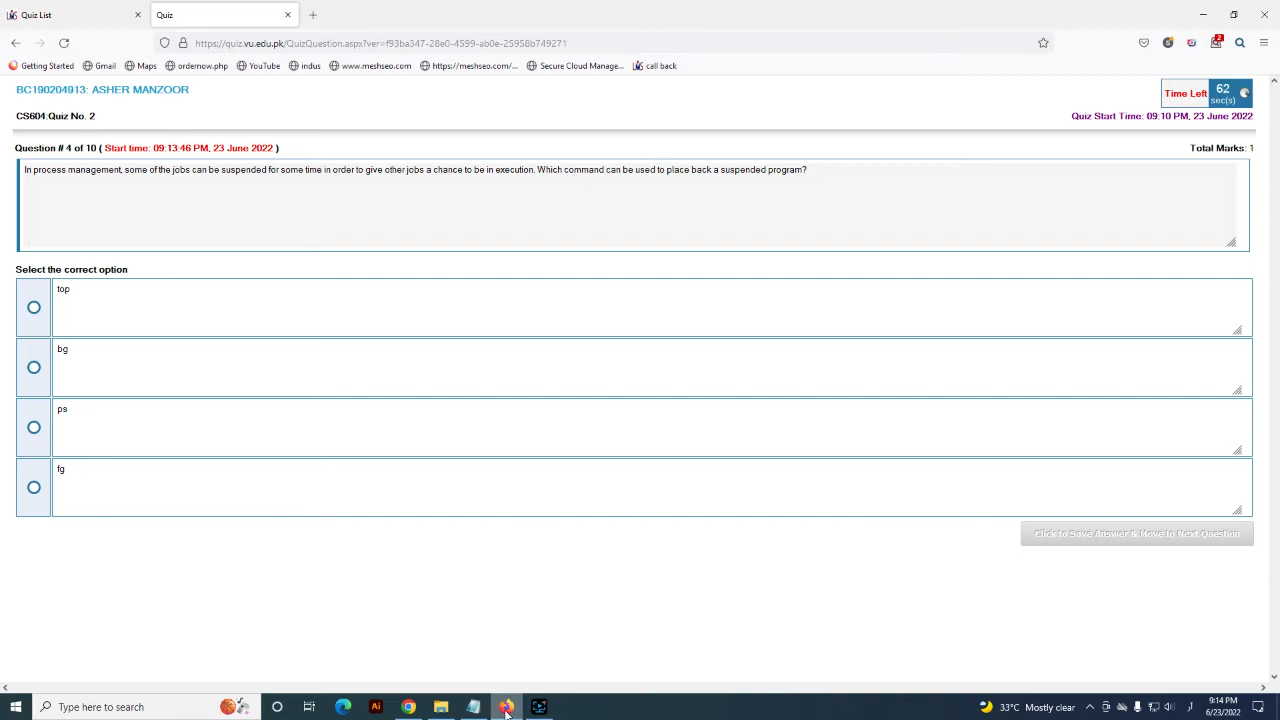 Quiz List
Quiz
https://quiz.vu.edu.pk/QuizQuestion.aspx?ver=f93ba347-28e0-4599-ab0e-25958b74927f
Getting Started Gmail Maps ordernow.php YouTube indus www.meshseo.com https://meshseo.com/... Secure Cloud Manage... call back
BC190204913: ASHER MANZOOR
Time Left 62 sec(s)
CS604:Quiz No. 2
Quiz Start Time: 09:10 PM, 23 June 2022
Question # 4 of 10 ( Start time: 09:13:46 PM, 23 June 2022 )
Total Marks: 1
In process management, some of the jobs can be suspended for some time in order to give other jobs a chance to be in execution. Which command can be used to place back a suspended program?
Select the correct option
top
bg
ps
fg
Click to Save Answer & Move to Next Question
Type here to search
33°C Mostly clear
9:14 PM
6/23/2022
2